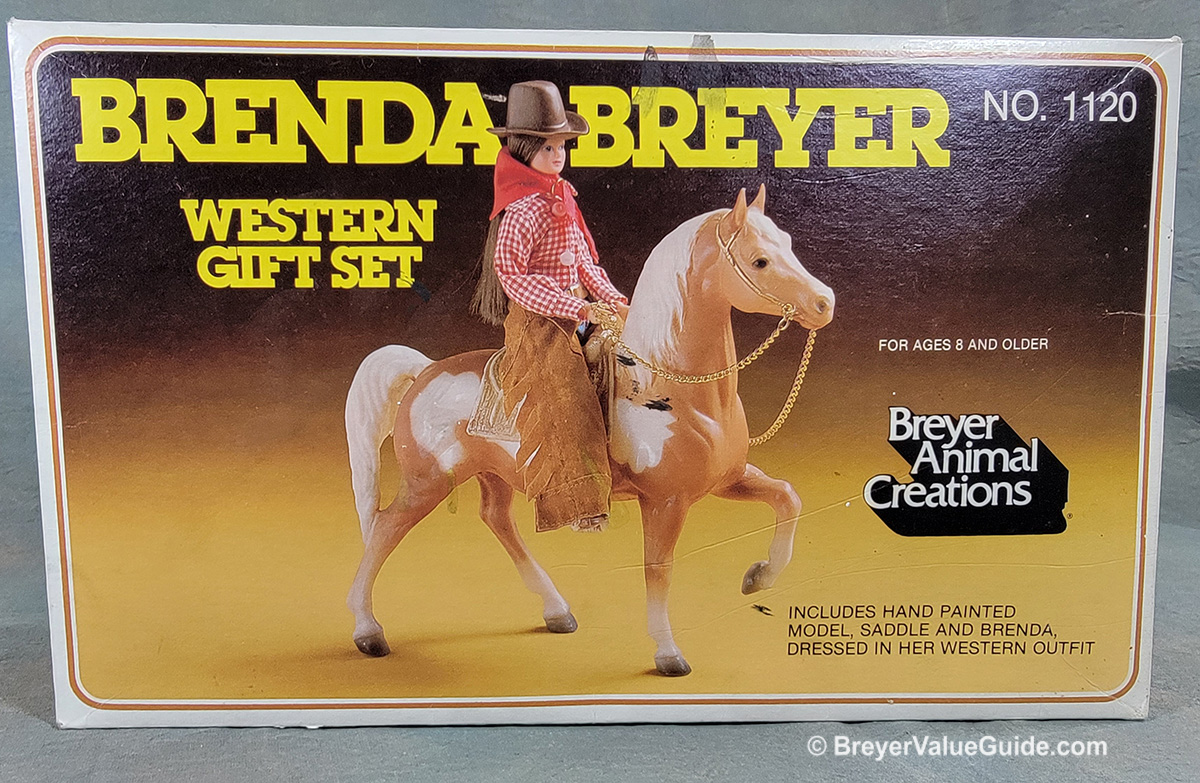 BRENDA BREYER
NO. 1120
WESTERN
GIFT SET
FOR AGES 8 AND OLDER
Breyer
Animal
Creations
®
INCLUDES HAND PAINTED
MODEL, SADDLE AND BRENDA,
DRESSED IN HER WESTERN OUTFIT
© BreyerValueGuide.com